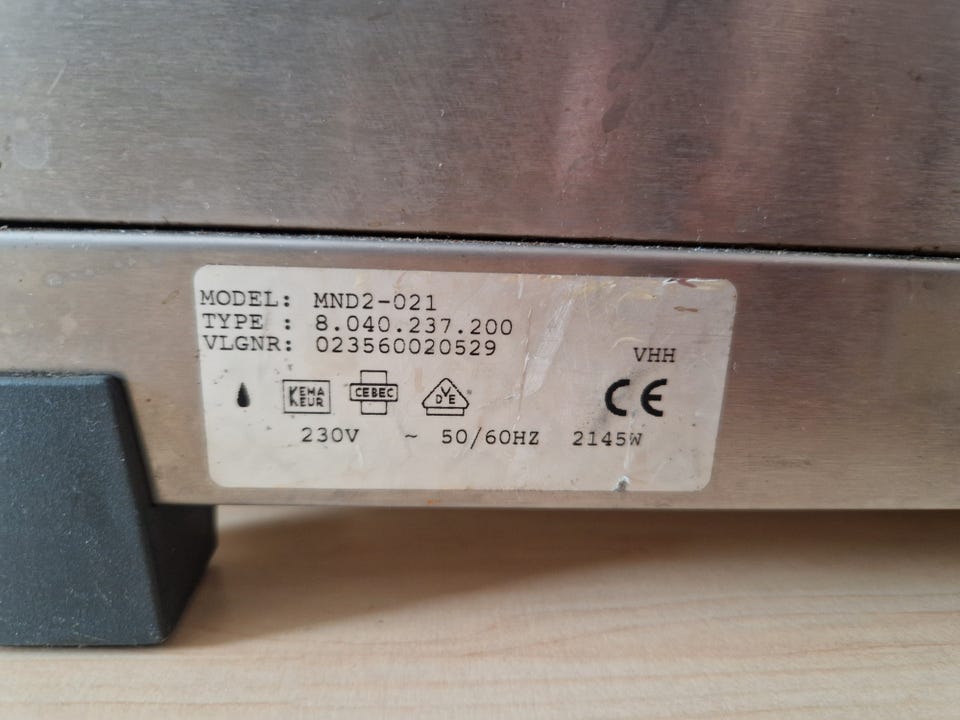 MODEL: MND2-021
TYPE : 8.040.237.200
VLGNR: 023560020529
VHH
KEMA KEUR CEBEC DVE CE
230V ~ 50/60HZ 2145W